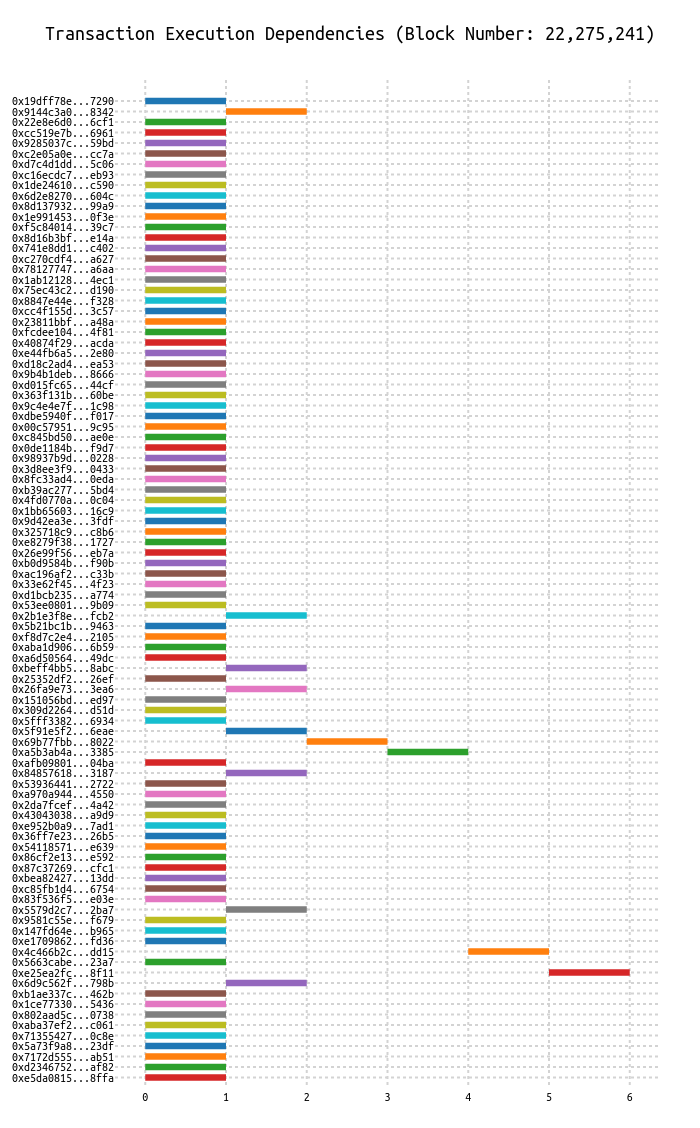 Transaction Execution Dependencies (Block Number: 22,275,241)
0x19dff78e...7290
0x9144c3a0...8342
0x22e8e6d0...6cf1
0xcc519e7b...6961
0x9285037c...59bd
0xc2e05a0e...cc7a
0xd7c4d1dd...5c06
0xc16ecdc7...eb93
0x1de24610...c590
0x6d2e8270...604c
0x8d137932...99a9
0x1e991453...0f3e
0xf5c84014...39c7
0x8d16b3bf...e14a
0x741e8dd1...c402
0xc270cdf4...a627
0x78127747...a6aa
0x1ab12128...4ec1
0x75ec43c2...d190
0x8847e44e...f328
0xcc4f155d...3c57
0x23811bbf...a48a
0xfcdee104...4f81
0x40874f29...acda
0xe44fb6a5...2e80
0xd18c2ad4...ea53
0x9b4b1deb...8666
0xd015fc65...44cf
0x363f131b...60be
0x9c4e4e7f...1c98
0xdbe5940f...f017
0x00c57951...9c95
0xc845bd50...ae0e
0x0de1184b...f9d7
0x98937b9d...0228
0x3d8ee3f9...0433
0x8fc33ad4...0eda
0xb39ac277...5bd4
0x4fd0770a...0c04
0x1bb65603...16c9
0x9d42ea3e...3fdf
0x325718c9...c8b6
0xe8279f38...1727
0x26e99f56...eb7a
0xb0d9584b...f90b
0xac196af2...c33b
0x33e62f45...4f23
0xd1bcb235...a774
0x53ee0801...9b09
0x2b1e3f8e...fcb2
0x5b21bc1b...9463
0xf8d7c2e4...2105
0xaba1d906...6b59
0xa6d50564...49dc
0xbeff4bb5...8abc
0x25352df2...26ef
0x26fa9e73...3ea6
0x151056bd...ed97
0x309d2264...d51d
0x5fff3382...6934
0x5f91e5f2...6eae
0x69b77fbb...8022
0xa5b3ab4a...3385
0xafb09801...04ba
0x84857618...3187
0x53936441...2722
0xa970a944...4550
0x2da7fcef...4a42
0x43043038...a9d9
0xe952b0a9...7ad1
0x36ff7e23...26b5
0x54118571...e639
0x86cf2e13...e592
0x87c37269...cfc1
0xbea82427...13dd
0xc85fb1d4...6754
0x83f536f5...e03e
0x5579d2c7...2ba7
0x9581c55e...f679
0x147fd64e...b965
0xe1709862...fd36
0x4c466b2c...dd15
0x5663cabe...23a7
0xe25ea2fc...8f11
0x6d9c562f...798b
0xb1ae337c...462b
0x1ce77330...5436
0x802aad5c...0738
0xaba37ef2...c061
0x71355427...0c8e
0x5a73f9a8...23df
0x7172d555...ab51
0xd2346752...af82
0xe5da0815...8ffa
0 1 2 3 4 5 6